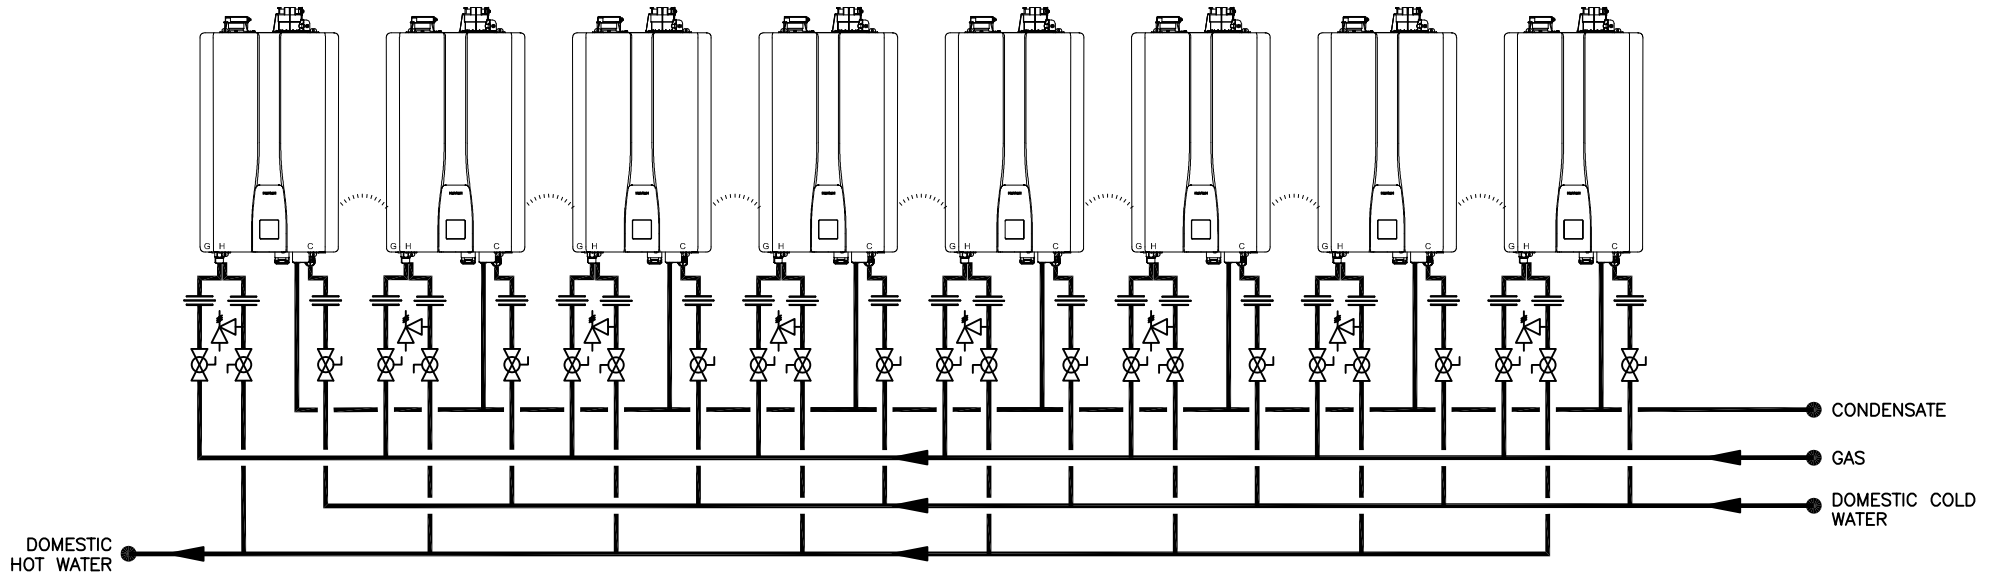 G H C G H C G H C G H C G H C G H C G H C G H C
CONDENSATE
GAS
DOMESTIC COLD
WATER
DOMESTIC
HOT WATER